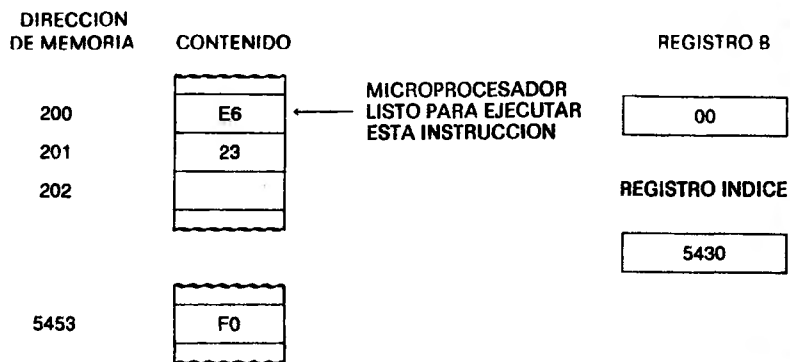 DIRECCION
DE MEMORIA
CONTENIDO
REGISTRO B
200
E6
MICROPROCESADOR
LISTO PARA EJECUTAR
ESTA INSTRUCCION
00
201
23
202
REGISTRO INDICE
5430
5453
F0